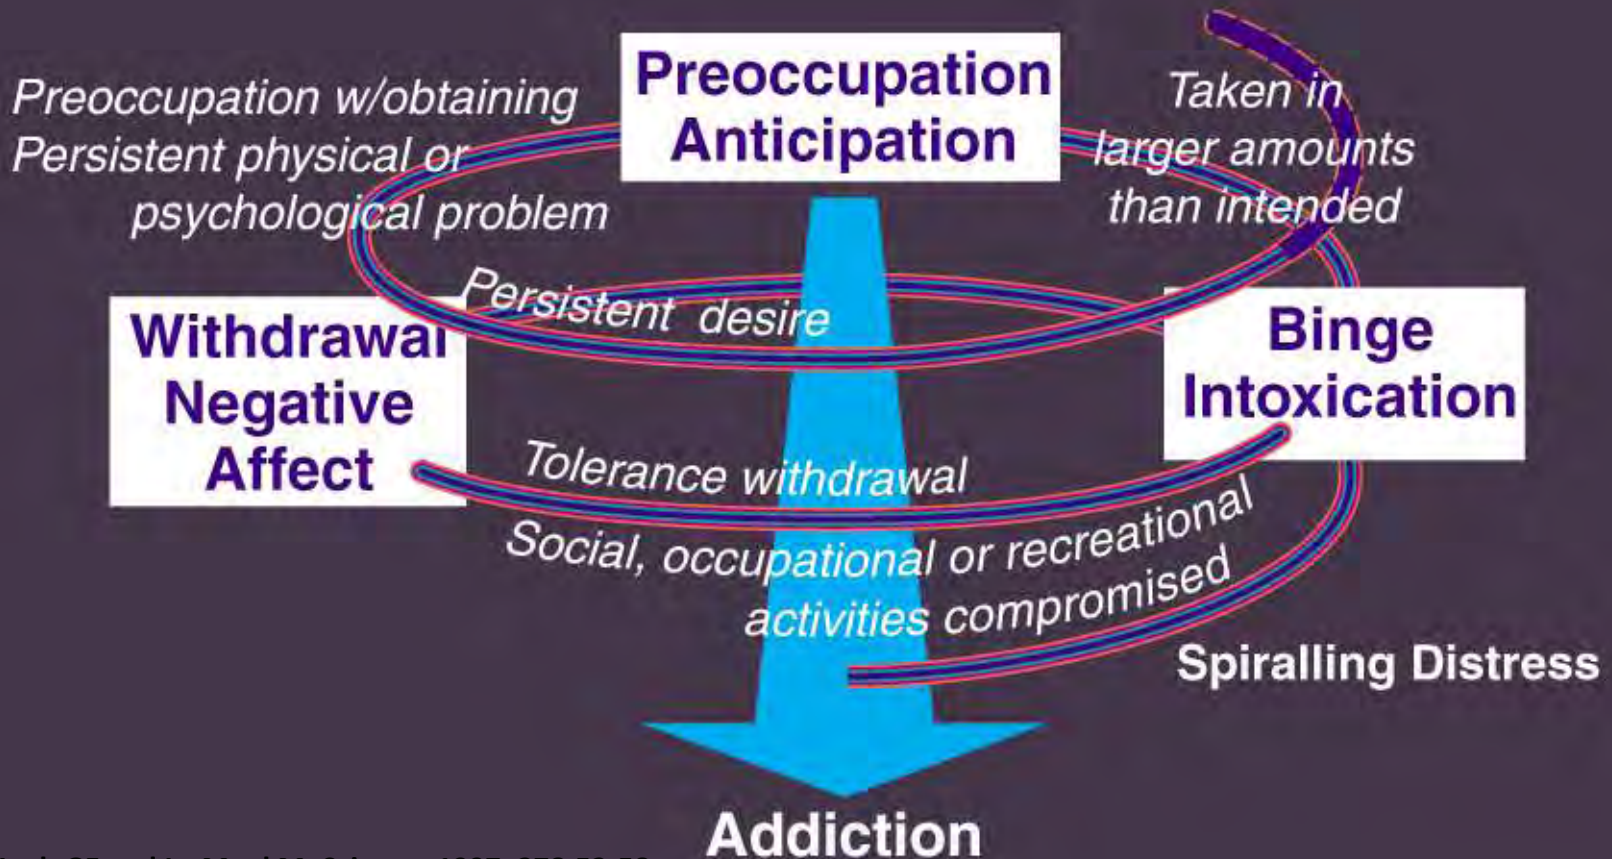 Preoccupation
Anticipation
Preoccupation w/obtaining
Persistent physical or
psychological problem
Taken in
larger amounts
than intended
Persistent desire
Withdrawal
Negative
Affect
Binge
Intoxication
Tolerance withdrawal
Social, occupational or recreational
activities compromised
Spiralling Distress
Addiction